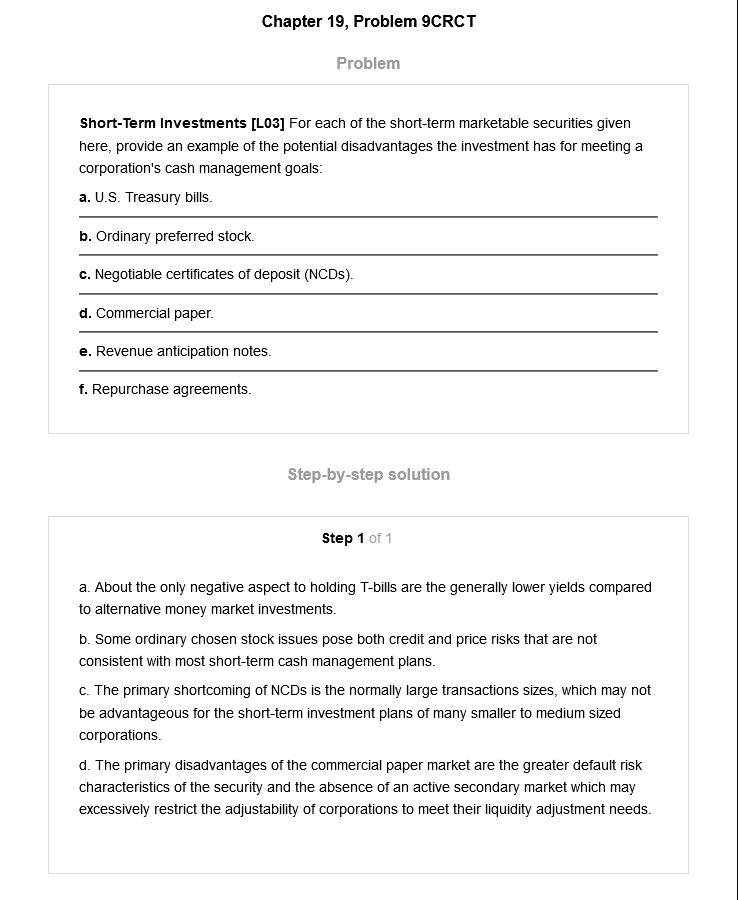 Chapter 19, Problem 9CRCT
Problem
Short-Term Investments [L03] For each of the short-term marketable securities given
here, provide an example of the potential disadvantages the investment has for meeting a
corporation's cash management goals:
a. U.S. Treasury bills.
b. Ordinary preferred stock.
c. Negotiable certificates of deposit (NCDs).
d. Commercial paper.
e. Revenue anticipation notes.
f. Repurchase agreements.
Step-by-step solution
Step 1 of 1
a. About the only negative aspect to holding T-bills are the generally lower yields compared
to alternative money market investments.
b. Some ordinary chosen stock issues pose both credit and price risks that are not
consistent with most short-term cash management plans.
c. The primary shortcoming of NCDs is the normally large transactions sizes, which may not
be advantageous for the short-term investment plans of many smaller to medium sized
corporations.
d. The primary disadvantages of the commercial paper market are the greater default risk
characteristics of the security and the absence of an active secondary market which may
excessively restrict the adjustability of corporations to meet their liquidity adjustment needs.